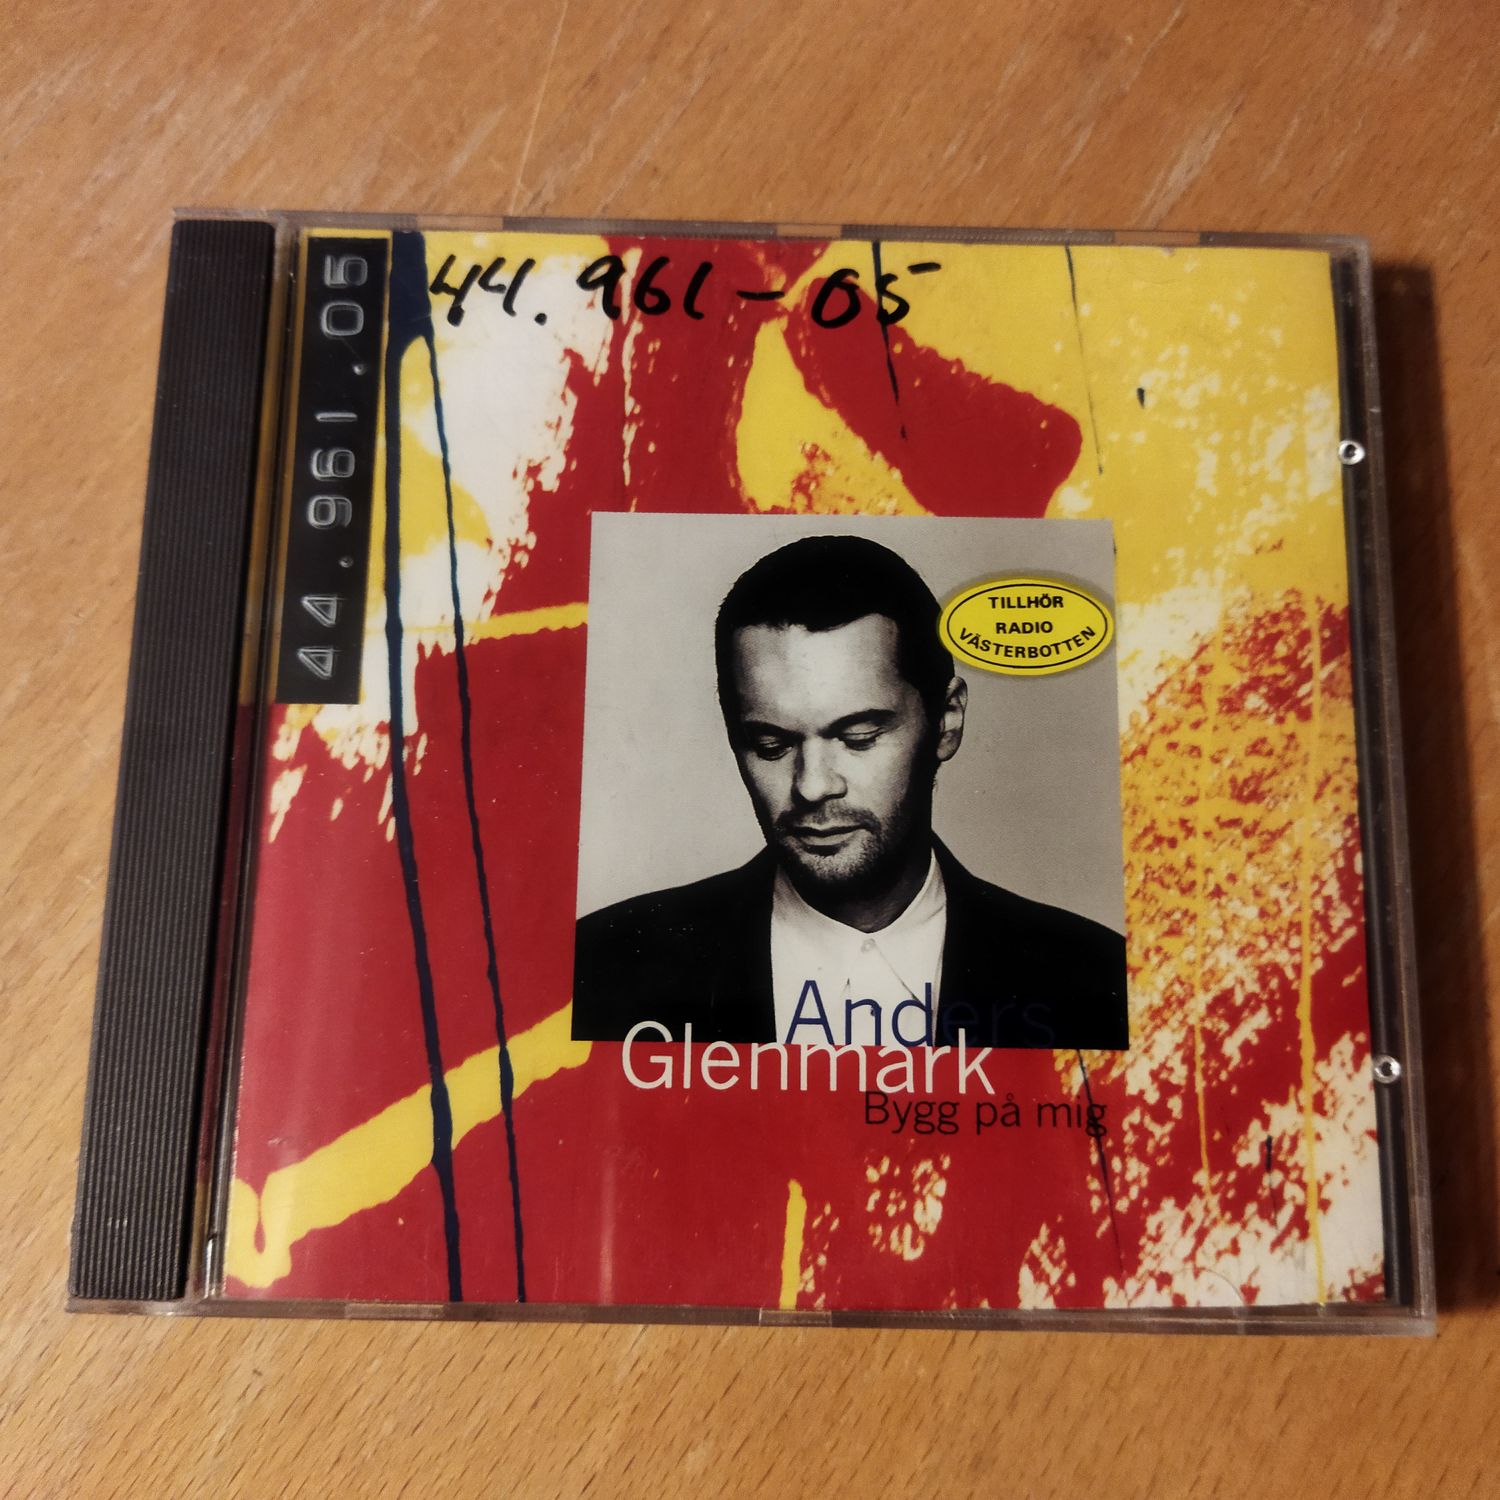 44.961.05
44.961-05
TILLHÖR
RADIO
VÄSTERBOTTEN
Anders
Glenmark
Bygg på mig